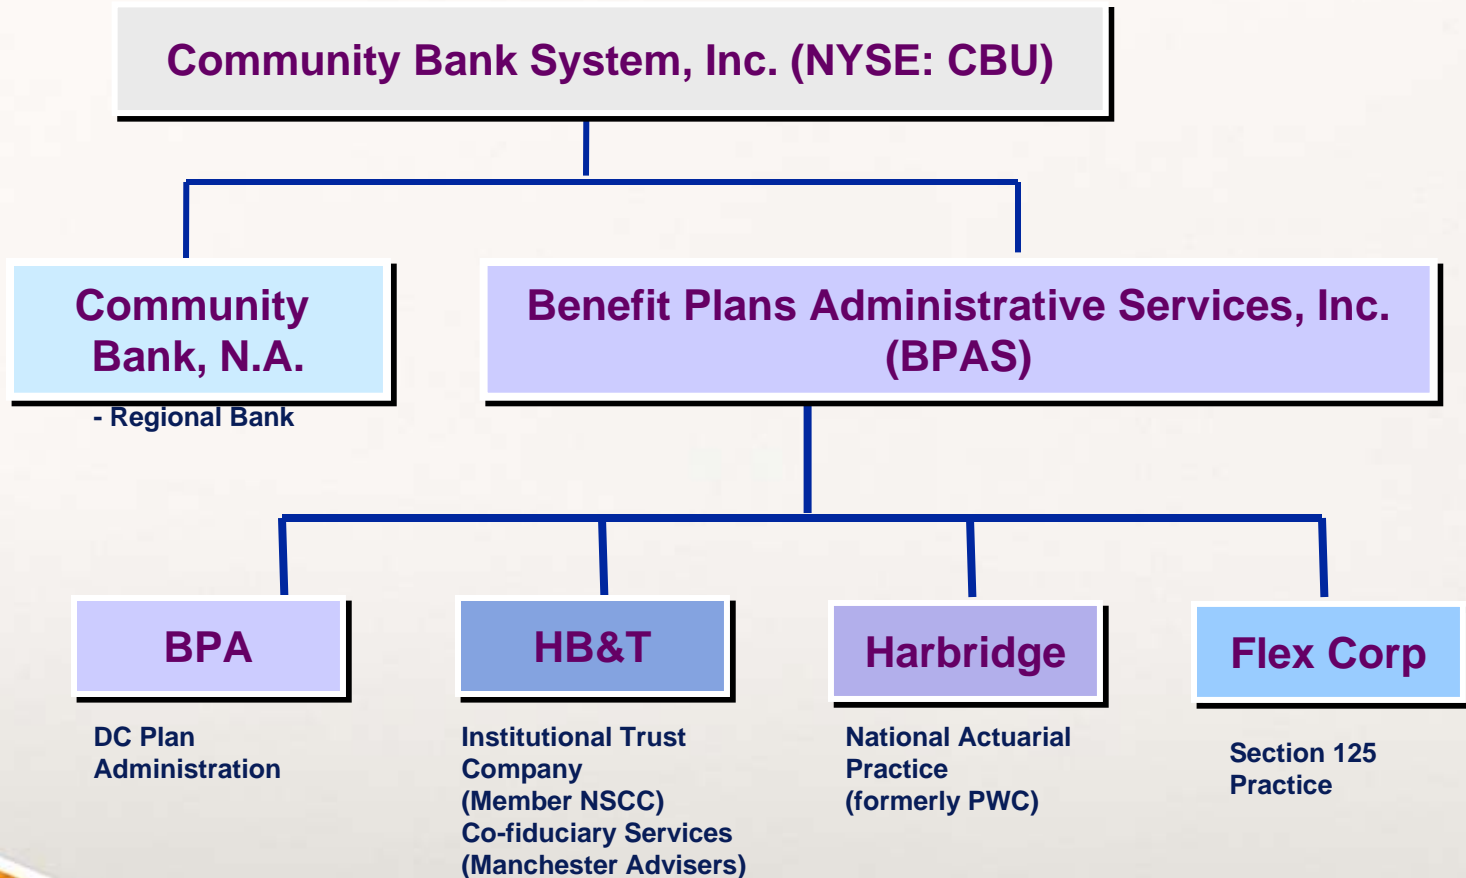 Community Bank System, Inc. (NYSE: CBU)
Community
Bank, N.A.
- Regional Bank
Benefit Plans Administrative Services, Inc.
(BPAS)
BPA
DC Plan
Administration
HB&T
Institutional Trust
Company
(Member NSCC)
Co-fiduciary Services
(Manchester Advisers)
Harbridge
National Actuarial
Practice
(formerly PWC)
Flex Corp
Section 125
Practice